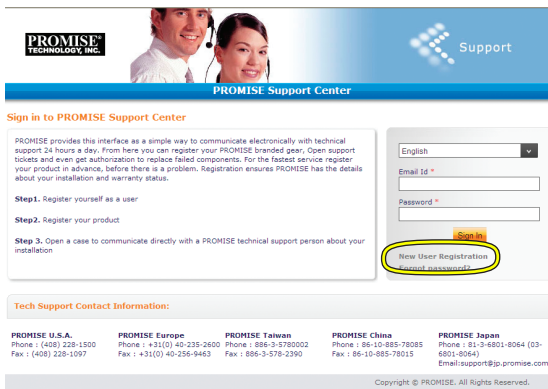 PROMISE®
TECHNOLOGY, INC.
Support
PROMISE Support Center
Sign in to PROMISE Support Center
PROMISE provides this interface as a simple way to communicate electronically with technical
support 24 hours a day. From here you can register your PROMISE branded gear, Open support
tickets and even get authorization to replace failed components. For the fastest service register
your product in advance, before there is a problem. Registration ensures PROMISE has the details
about your installation and warranty status.
Step1. Register yourself as a user
Step2. Register your product
Step 3. Open a case to communicate directly with a PROMISE technical support person about your
installation
English
Email Id *
Password *
Sign In
New User Registration
Forgot password?
Tech Support Contact Information:
PROMISE U.S.A.
Phone : (408) 228-1500
Fax : (408) 228-1097
PROMISE Europe
Phone : +31(0) 40-235-2600
Fax : +31(0) 40-256-9463
PROMISE Taiwan
Phone : 886-3-5780002
Fax : 886-3-578-2390
PROMISE China
Phone : 86-10-885-78085
Fax : 86-10-885-78015
PROMISE Japan
Phone : 81-3-6801-8064 (03-
6801-8064)
Email:support@jp.promise.com
Copyright © PROMISE. All Rights Reserved.